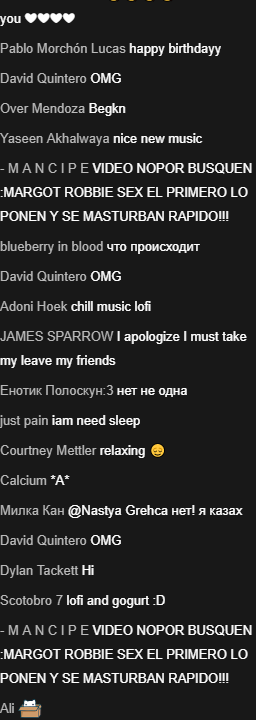 you 🤍🤍🤍🤍
Pablo Morchón Lucas happy birthdayy
David Quintero OMG
Over Mendoza Begkn
Yaseen Akhalwaya nice new music
- M A N C I P E VIDEO NOPOR BUSQUEN
:MARGOT ROBBIE SEX EL PRIMERO LO
PONEN Y SE MASTURBAN RAPIDO!!!
blueberry in blood что происходит
David Quintero OMG
Adoni Hoek chill music lofi
JAMES SPARROW I apologize I must take
my leave my friends
Енотик Полоскун:3 нет не одна
just pain iam need sleep
Courtney Mettler relaxing 😔
Calcium *A*
Милка Кан @Nastya Grehca нет! я казах
David Quintero OMG
Dylan Tackett Hi
Scotobro 7 lofi and gogurt :D
- M A N C I P E VIDEO NOPOR BUSQUEN
:MARGOT ROBBIE SEX EL PRIMERO LO
PONEN Y SE MASTURBAN RAPIDO!!!
Ali